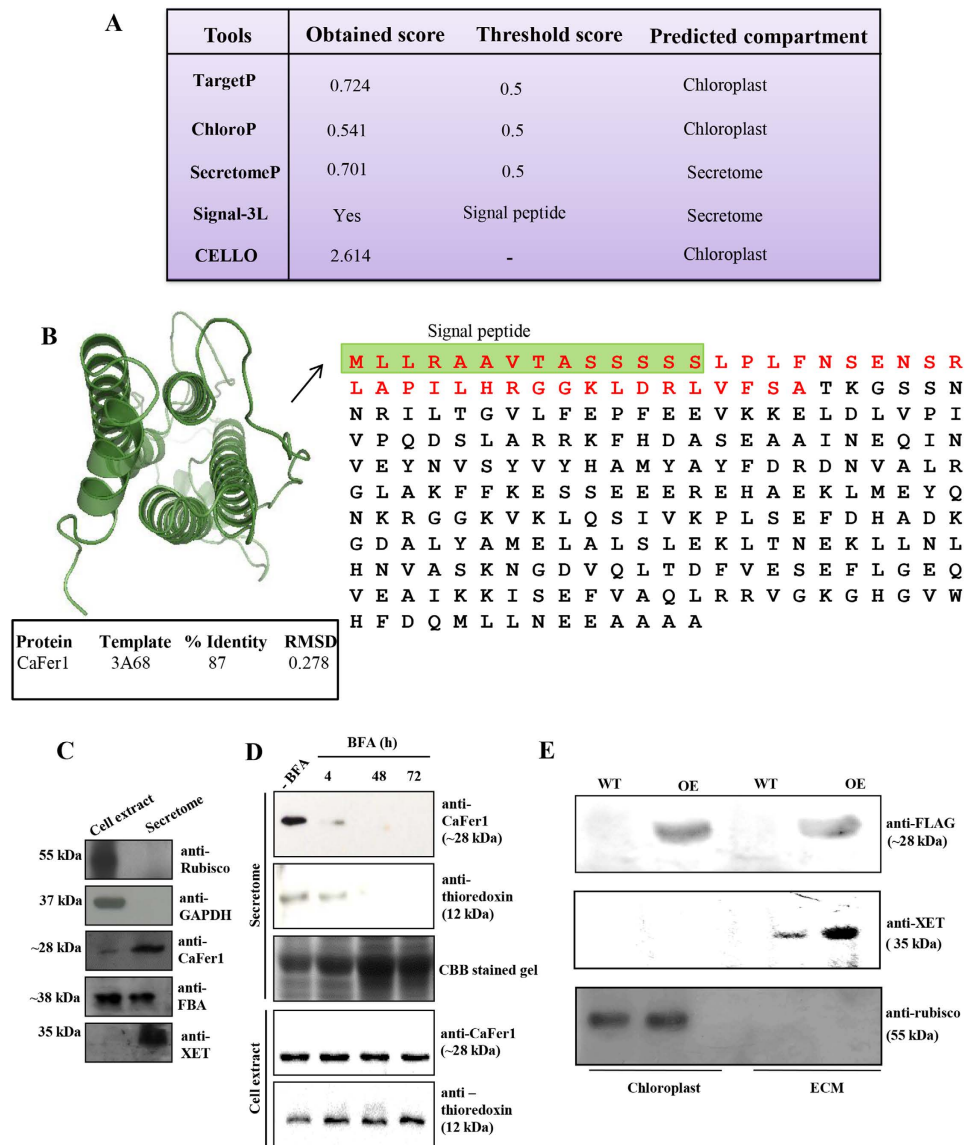 A
Tools Obtained score Threshold score Predicted compartment
TargetP 0.724 0.5 Chloroplast
ChloroP 0.541 0.5 Chloroplast
SecretomeP 0.701 0.5 Secretome
Signal-3L Yes Signal peptide Secretome
CELLO 2.614 - Chloroplast
B
Signal peptide
M L L R A A V T A S S S S S L P L F N S E N S R
L A P I L H R G G K L D R L V F S A T K G S S N
N R I L T G V L F E P F E E V K K E L D L V P I
V P Q D S L A R R K F H D A S E A A I N E Q I N
V E Y N V S Y V Y H A M Y A Y F D R D N V A L R
G L A K F F K E S S E E E R E H A E K L M E Y Q
N K R G G K V K L Q S I V K P L S E F D H A D K
G D A L Y A M E L A L S L E K L T N E K L L N L
H N V A S K N G D V Q L T D F V E S E F L G E Q
V E A I K K I S E F V A Q L R R V G K G H G V W
H F D Q M L L N E E A A A A
Protein Template % Identity RMSD
CaFer1 3A68 87 0.278
C
Cell extract
Secretome
55 kDa
anti-
Rubisco
37 kDa
anti-
GAPDH
~28 kDa
anti-
CaFer1
~38 kDa
anti-
FBA
35 kDa
anti-
XET
D
BFA (h)
- BFA 4 48 72
Secretome
anti-
CaFer1
(~28 kDa)
anti-
thioredoxin
(12 kDa)
CBB stained gel
Cell extract
anti-CaFer1
(~28 kDa)
anti –
thioredoxin
(12 kDa)
E
WT OE WT OE
anti-FLAG
(~28 kDa)
anti-XET
( 35 kDa)
anti-rubisco
(55 kDa)
Chloroplast ECM